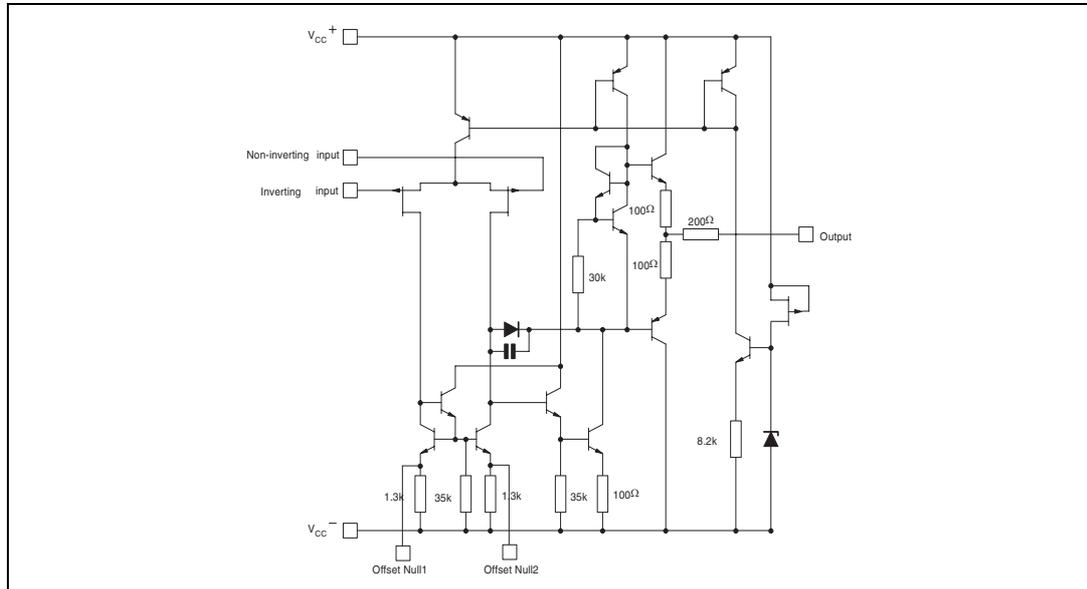 VCC+
Non-inverting input
Inverting input
100Ω
200Ω
Output
100Ω
30k
8.2k
1.3k
35k
1.3k
35k
100Ω
VCC−
Offset Null1
Offset Null2